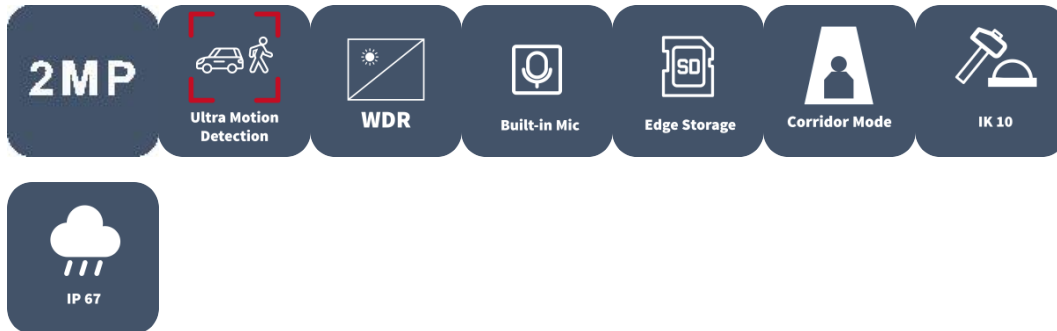 2MP
Ultra Motion
Detection
WDR
Built-in Mic
SD
Edge Storage
Corridor Mode
IK 10
IP 67